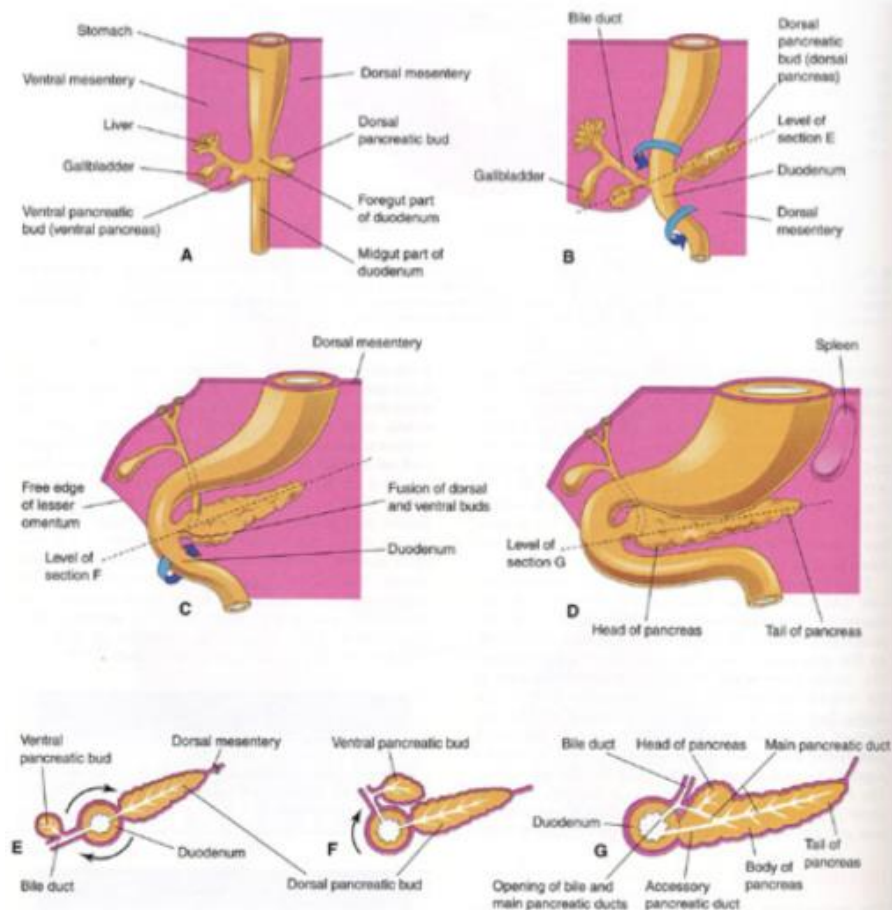 Stomach
Ventral mesentery
Liver
Gallbladder
Ventral pancreatic
bud (ventral pancreas)
Dorsal mesentery
Dorsal
pancreatic bud
Foregut part
of duodenum
Midgut part of
duodenum
A
Bile duct
Dorsal
pancreatic
bud (dorsal
pancreas)
Level of
section E
Gallbladder
Duodenum
Dorsal
mesentery
B
Dorsal mesentery
Free edge
of lesser
omentum
Fusion of dorsal
and ventral buds
Level of
section F
Duodenum
C
Spleen
Level of
section G
D
Head of pancreas
Tail of pancreas
Ventral
pancreatic bud
Dorsal mesentery
E
Duodenum
Bile duct
Ventral pancreatic bud
F
Dorsal pancreatic bud
Bile duct
Head of pancreas
Main pancreatic duct
Duodenum
G
Tail of
pancreas
Body of
pancreas
Opening of bile and
main pancreatic ducts
Accessory
pancreatic duct